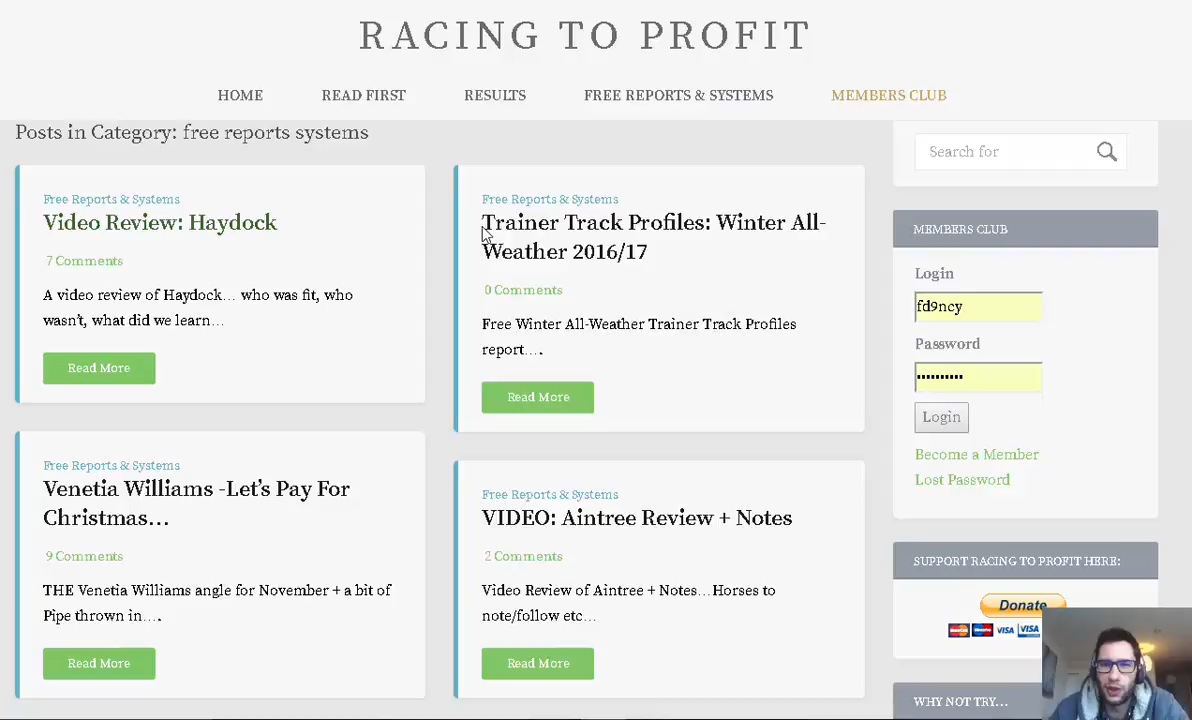 RACING TO PROFIT
HOME READ FIRST RESULTS FREE REPORTS & SYSTEMS MEMBERS CLUB
Posts in Category: free reports systems
Free Reports & Systems
Video Review: Haydock
7 Comments
A video review of Haydock… who was fit, who
wasn't, what did we learn…
Read More
Free Reports & Systems
Trainer Track Profiles: Winter All-
Weather 2016/17
0 Comments
Free Winter All-Weather Trainer Track Profiles
report….
Read More
Free Reports & Systems
Venetia Williams -Let's Pay For
Christmas…
9 Comments
THE Venetia Williams angle for November + a bit of
Pipe thrown in….
Read More
Free Reports & Systems
VIDEO: Aintree Review + Notes
2 Comments
Video Review of Aintree + Notes…Horses to
note/follow etc…
Read More
Search for
MEMBERS CLUB
Login
fd9ncy
Password
••••••••••
Login
Become a Member
Lost Password
SUPPORT RACING TO PROFIT HERE:
Donate
VISA VISA
WHY NOT TRY…